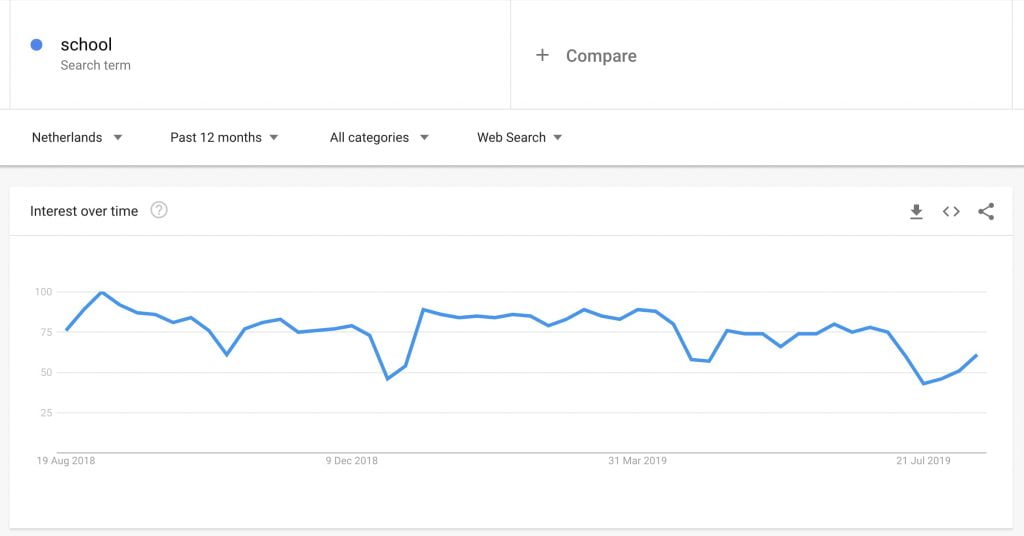 school
Search term
+ Compare
Netherlands
Past 12 months
All categories
Web Search
Interest over time ?
100
75
50
25
19 Aug 2018
9 Dec 2018
31 Mar 2019
21 Jul 2019